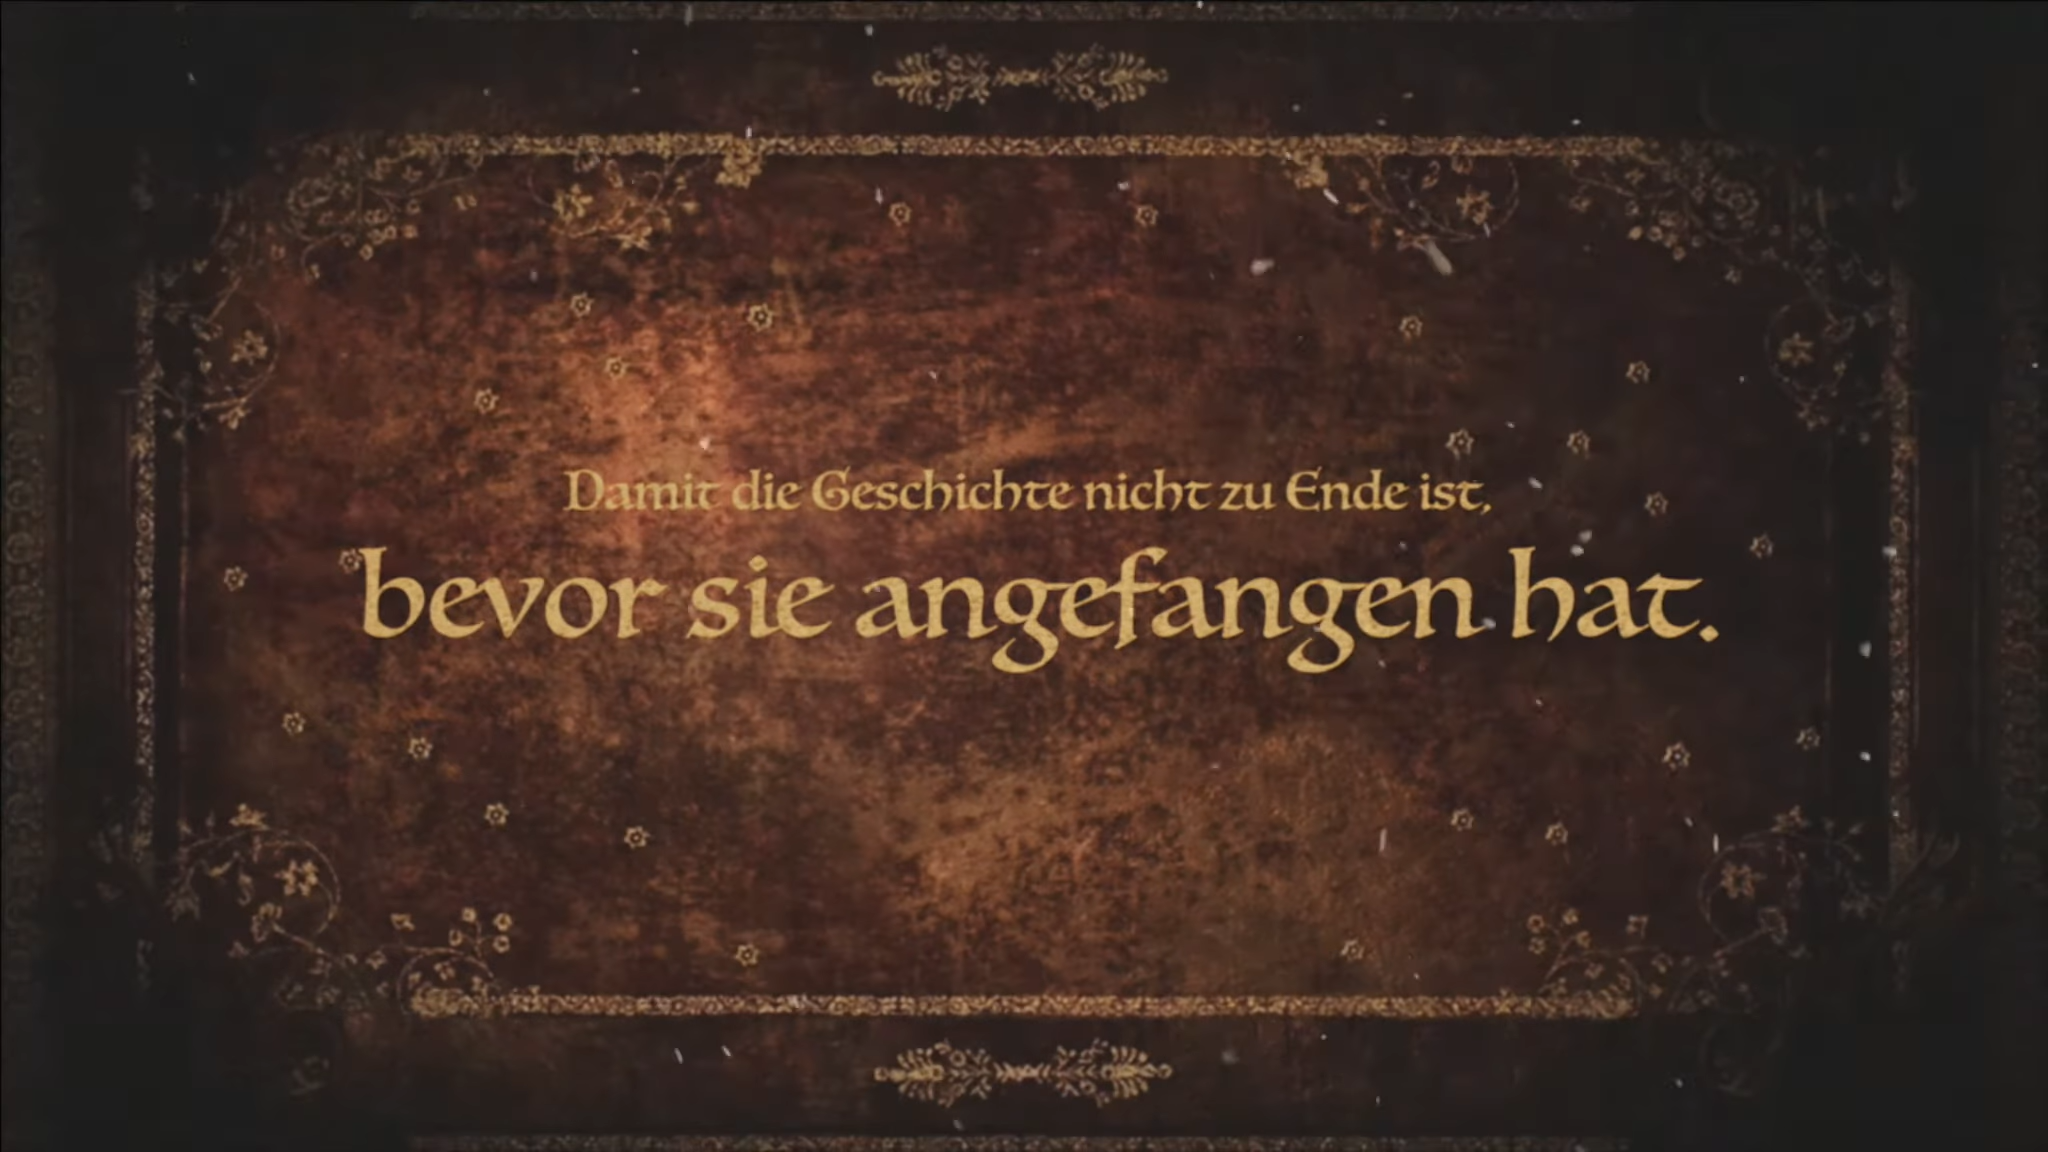 Damit die Geschichte nicht zu Ende ist,
bevor sie angefangen hat.